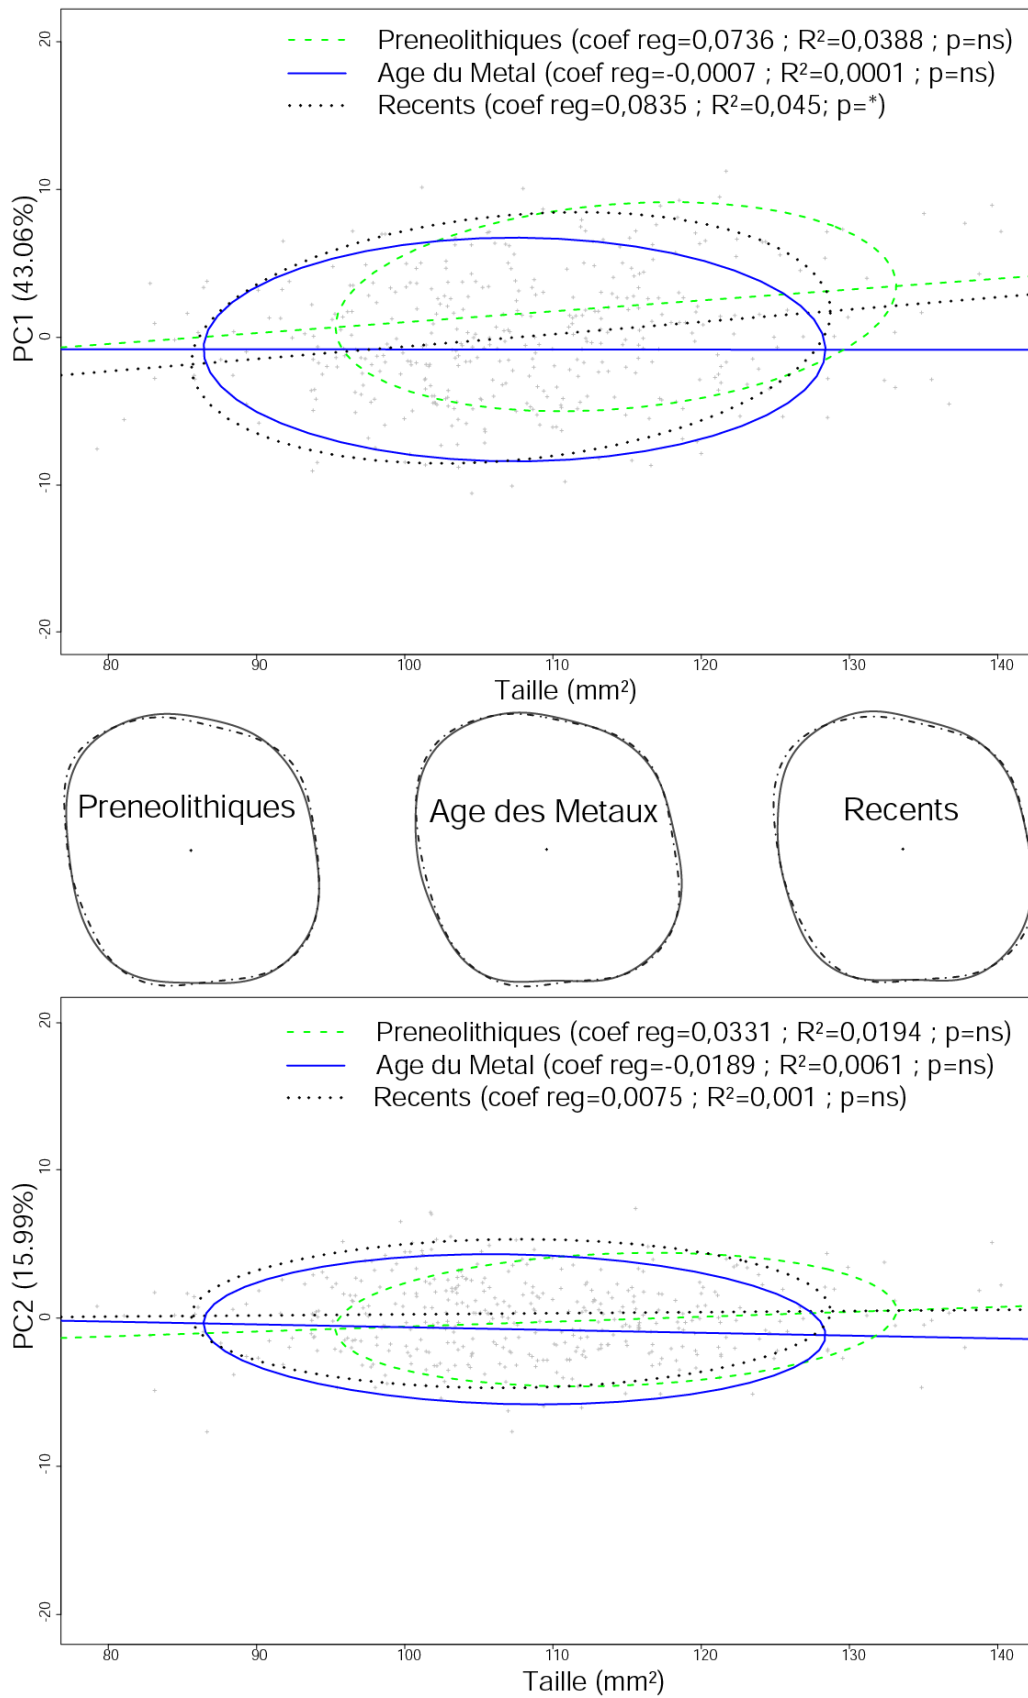 20
Preneolithiques (coef reg=0,0736 ; R²=0,0388 ; p=ns)
Age du Metal (coef reg=-0,0007 ; R²=0,0001 ; p=ns)
Recents (coef reg=0,0835 ; R²=0,045; p=*)
10
PC1 (43.06%)
0
-10
-20
80 90 100 110 120 130 140
Taille (mm²)
Preneolithiques
Age des Metaux
Recents
20
Preneolithiques (coef reg=0,0331 ; R²=0,0194 ; p=ns)
Age du Metal (coef reg=-0,0189 ; R²=0,0061 ; p=ns)
Recents (coef reg=0,0075 ; R²=0,001 ; p=ns)
10
PC2 (15.99%)
0
-10
-20
80 90 100 110 120 130 140
Taille (mm²)